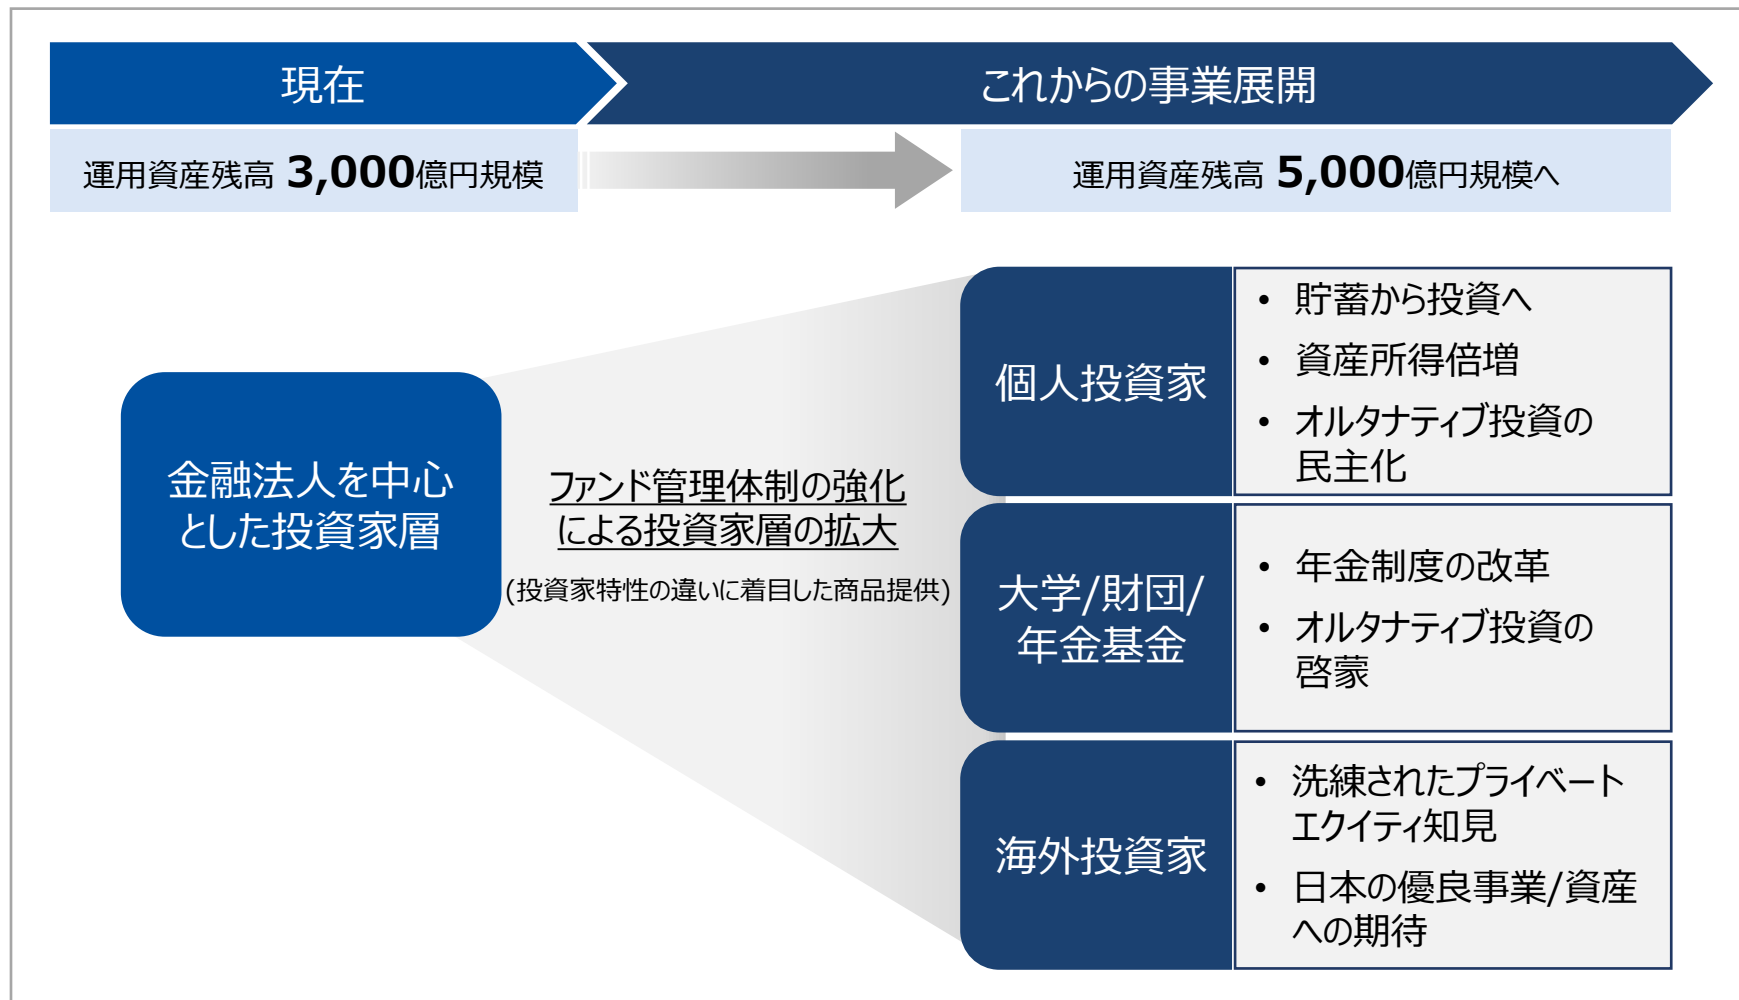 現在
これからの事業展開
運用資産残高 3,000億円規模
運用資産残高 5,000億円規模へ
金融法人を中心
とした投資家層
ファンド管理体制の強化
による投資家層の拡大
(投資家特性の違いに着目した商品提供)
個人投資家
• 貯蓄から投資へ
• 資産所得倍増
• オルタナティブ投資の
民主化
大学/財団/
年金基金
• 年金制度の改革
• オルタナティブ投資の
啓蒙
海外投資家
• 洗練されたプライベート
エクイティ知見
• 日本の優良事業/資産
への期待